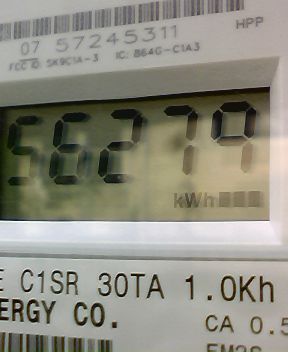 HPP
07 57245311
FCC ID: SK9C1A-3 IC: 864G-C1A3
56279
kWh
E C1SR 30TA 1.0Kh
ERGY CO.
CA 0.5